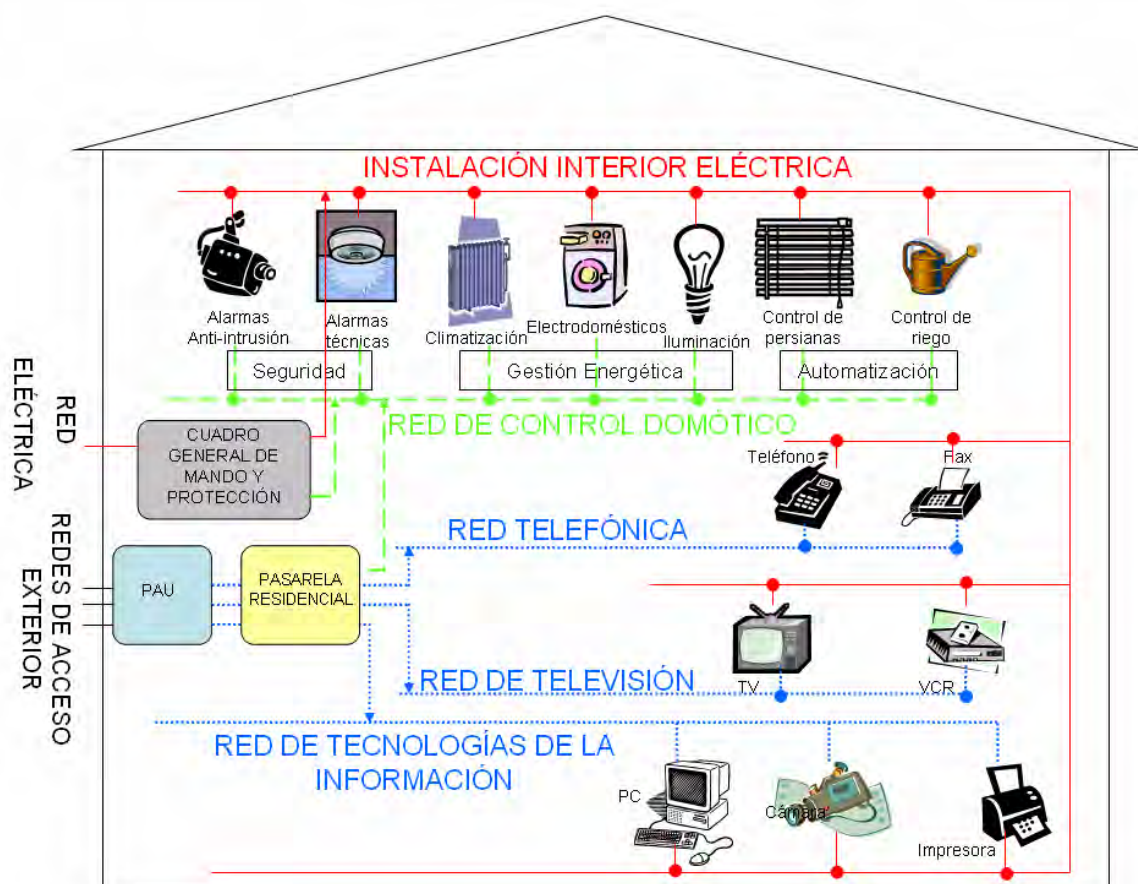 INSTALACIÓN INTERIOR ELÉCTRICA
Alarmas
Anti-intrusión
Alarmas
técnicas
Climatización
Electrodomésticos
Iluminación
Control de
persianas
Control de
riego
Seguridad
Gestión Energética
Automatización
RED DE CONTROL DOMÓTICO
RED
ELÉCTRICA
CUADRO
GENERAL DE
MANDO Y
PROTECCIÓN
Teléfono
Fax
RED TELEFÓNICA
REDES DE ACCESO
EXTERIOR
PAU
PASARELA
RESIDENCIAL
TV
VCR
RED DE TELEVISIÓN
RED DE TECNOLOGÍAS DE LA
INFORMACIÓN
PC
Cámara
Impresora